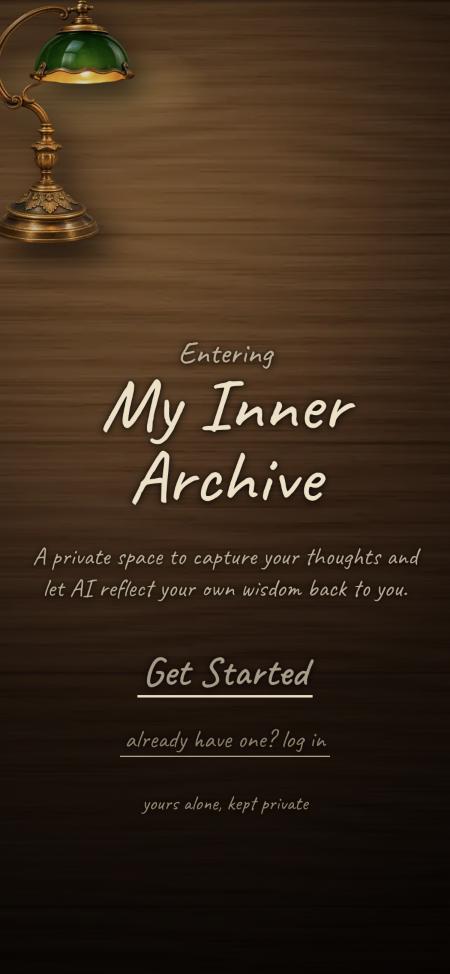 Entering
My Inner
Archive
A private space to capture your thoughts and
let AI reflect your own wisdom back to you.
Get Started
already have one? log in
yours alone, kept private